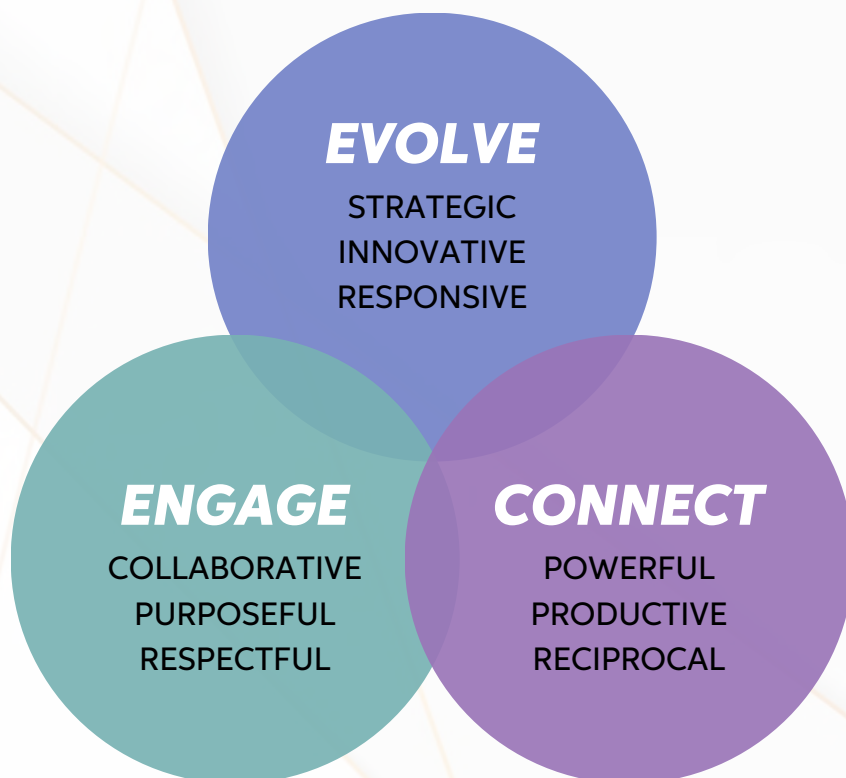 EVOLVE
STRATEGIC
INNOVATIVE
RESPONSIVE
ENGAGE
COLLABORATIVE
PURPOSEFUL
RESPECTFUL
CONNECT
POWERFUL
PRODUCTIVE
RECIPROCAL